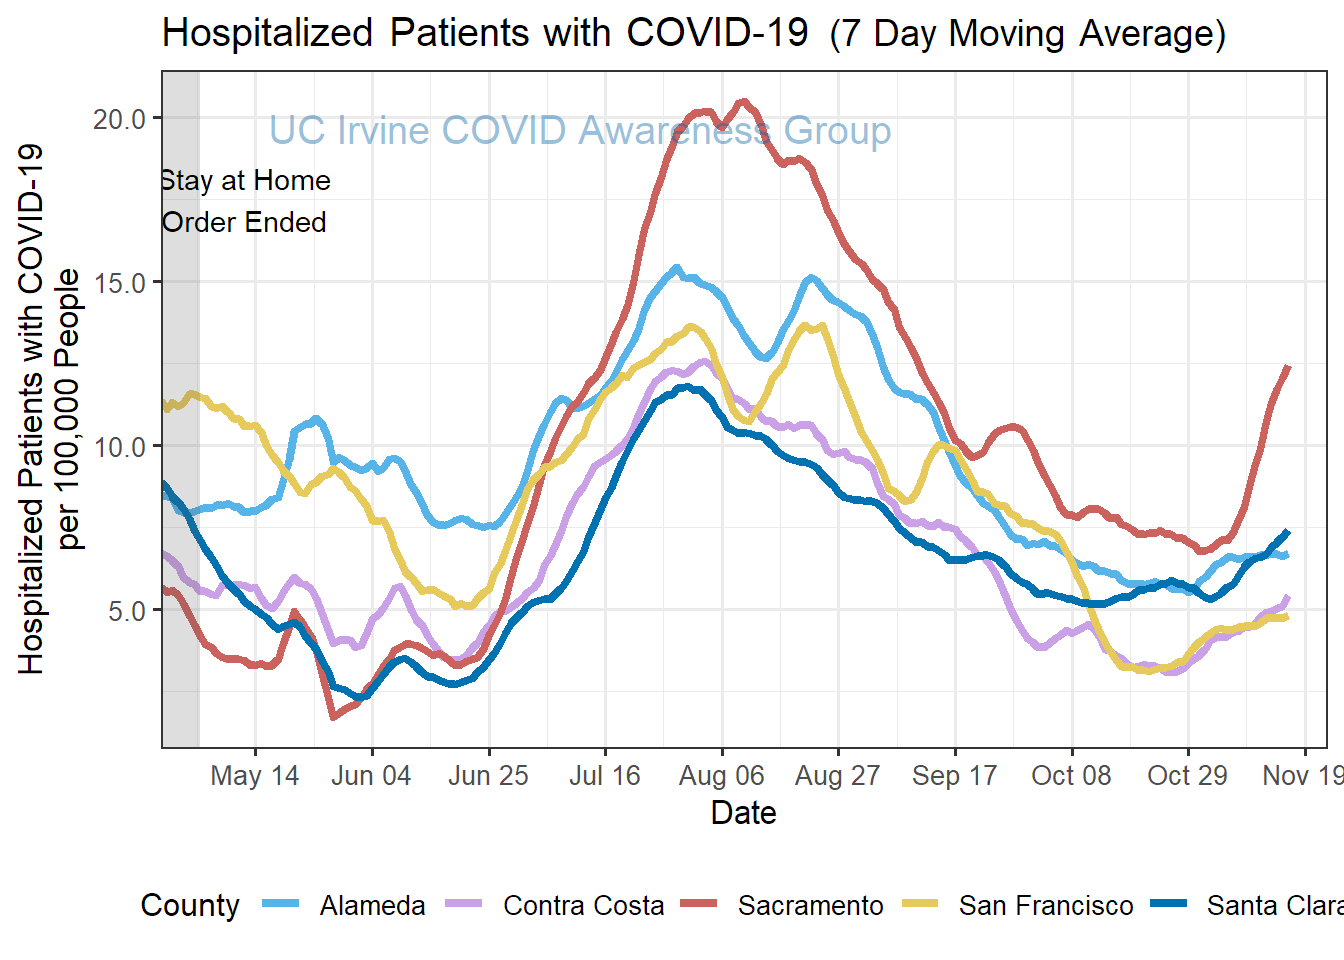 Hospitalized Patients with COVID-19 (7 Day Moving Average)
UC Irvine COVID Awareness Group
Stay at Home
Order Ended
20.0
15.0
10.0
5.0
Hospitalized Patients with COVID-19
per 100,000 People
May 14 Jun 04 Jun 25 Jul 16 Aug 06 Aug 27 Sep 17 Oct 08 Oct 29 Nov 19
Date
County Alameda Contra Costa Sacramento San Francisco Santa Clara